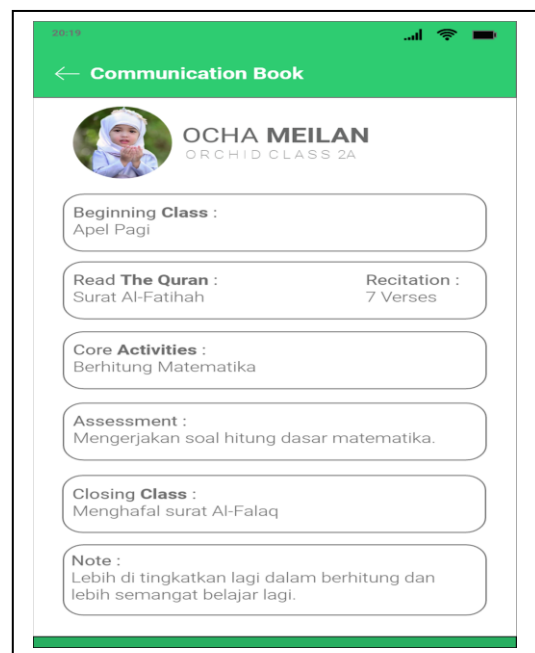 20:19
Communication Book
OCHA MEILAN
ORCHID CLASS 2A
Beginning Class :
Apel Pagi
Read The Quran : Recitation :
Surat Al-Fatihah 7 Verses
Core Activities :
Berhitung Matematika
Assessment :
Mengerjakan soal hitung dasar matematika.
Closing Class :
Menghafal surat Al-Falaq
Note :
Lebih di tingkatkan lagi dalam berhitung dan
lebih semangat belajar lagi.